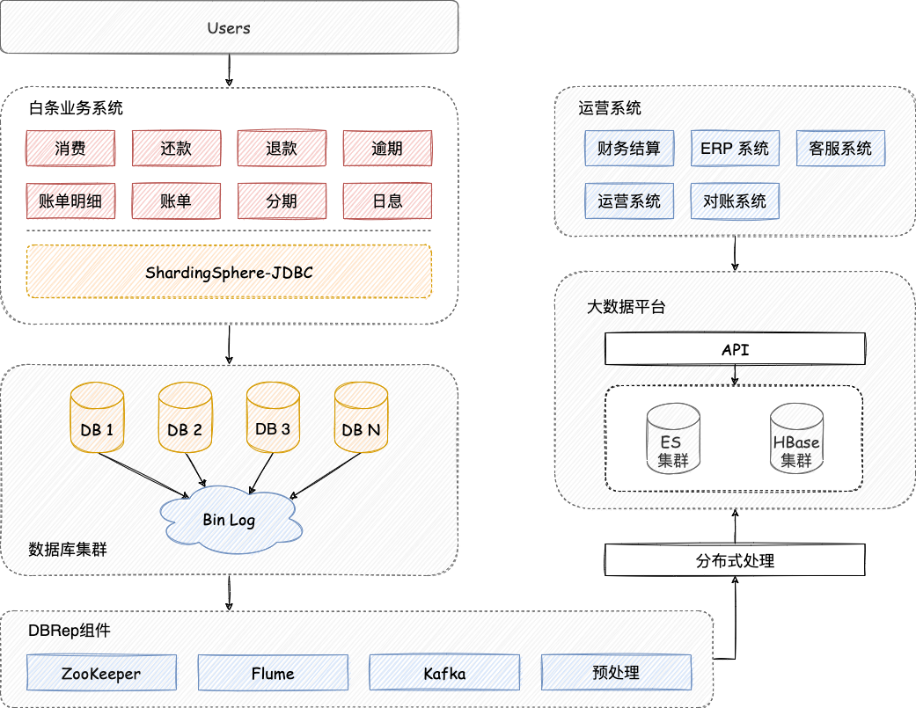 Users
白条业务系统
消费
还款
退款
逾期
账单明细
账单
分期
日息
ShardingSphere-JDBC
DB 1
DB 2
DB 3
DB N
Bin Log
数据库集群
DBRep组件
ZooKeeper
Flume
Kafka
预处理
运营系统
财务结算
ERP 系统
客服系统
运营系统
对账系统
大数据平台
API
ES
集群
HBase
集群
分布式处理